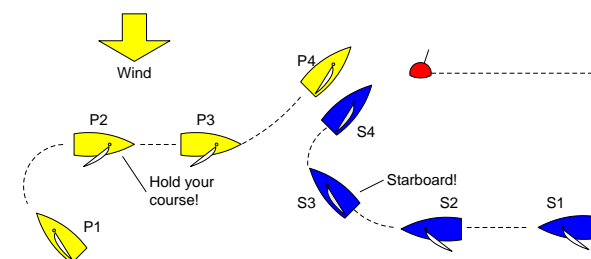 P4
Wind
P2
P3
S4
Hold your
course!
Starboard!
S3
S2
S1
P1